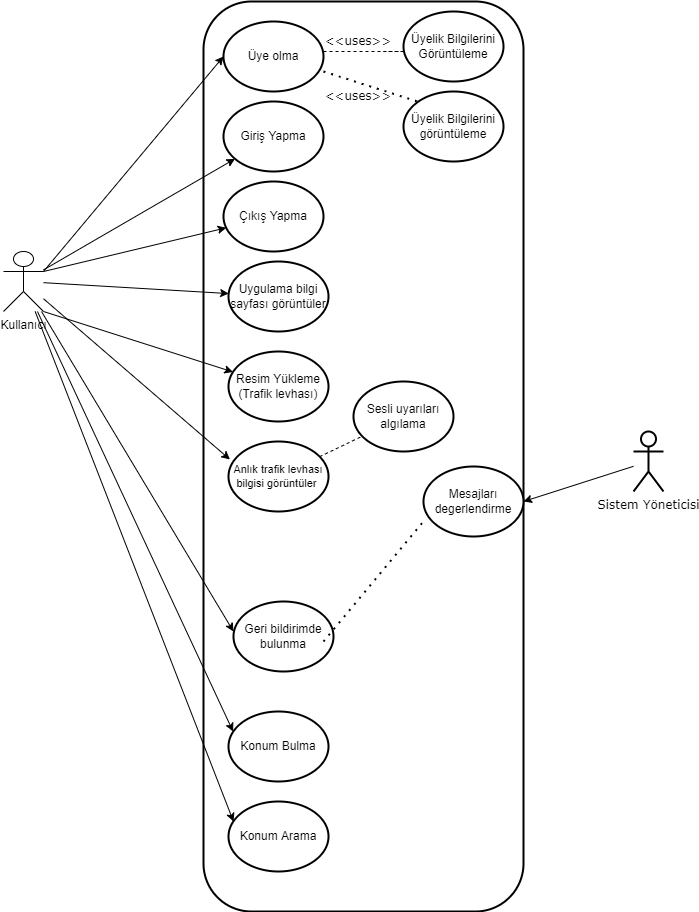 Üye olma
<<uses>>
Üyelik Bilgilerini
Görüntüleme
<<uses>>
Üyelik Bilgilerini
görüntüleme
Giriş Yapma
Çıkış Yapma
Kullanıcı
Uygulama bilgi
sayfası görüntüler
Resim Yükleme
(Trafik levhası)
Sesli uyarıları
algılama
Anlık trafik levhası
bilgisi görüntüler
Mesajları
degerlendirme
Sistem Yöneticisi
Geri bildirimde
bulunma
Konum Bulma
Konum Arama